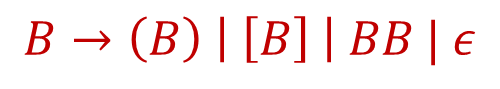 B → (B) | [B] | BB | ϵ